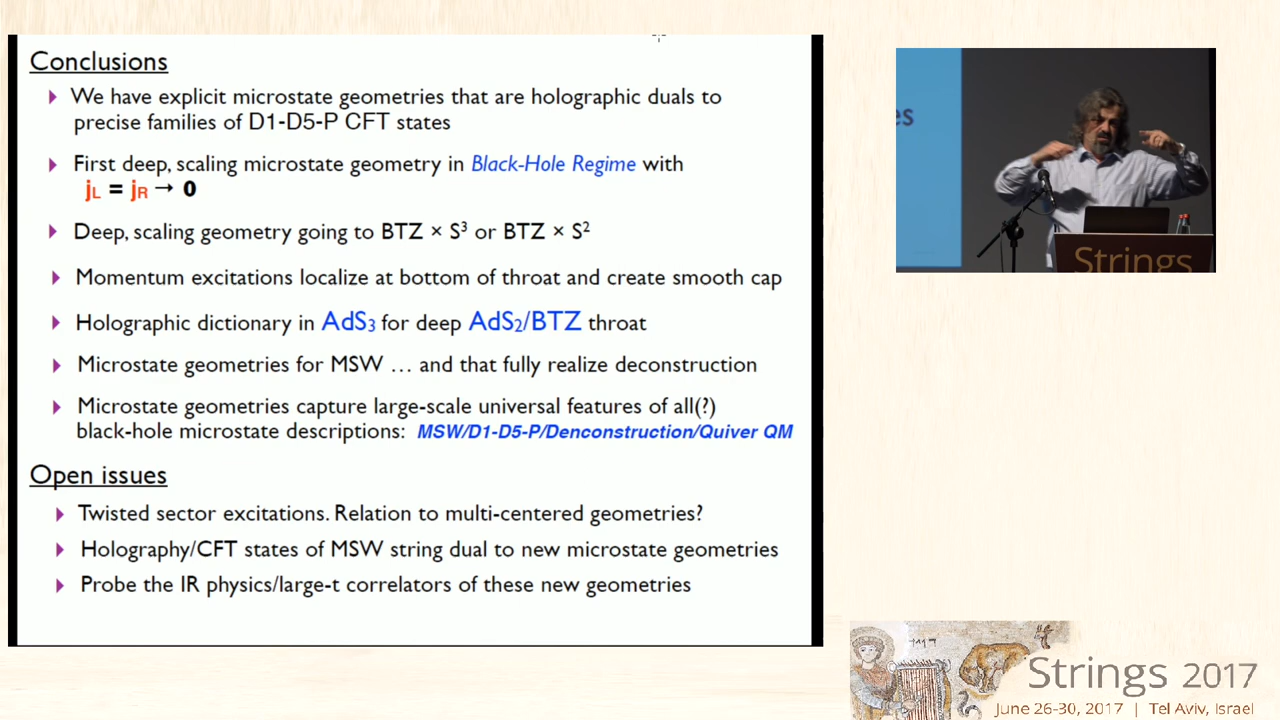 Conclusions
We have explicit microstate geometries that are holographic duals to
precise families of D1-D5-P CFT states
First deep, scaling microstate geometry in Black-Hole Regime with
jL = jR → 0
Deep, scaling geometry going to BTZ × S³ or BTZ × S²
Momentum excitations localize at bottom of throat and create smooth cap
Holographic dictionary in AdS₃ for deep AdS₂/BTZ throat
Microstate geometries for MSW … and that fully realize deconstruction
Microstate geometries capture large-scale universal features of all(?)
black-hole microstate descriptions: MSW/D1-D5-P/Denconstruction/Quiver QM
Open issues
Twisted sector excitations. Relation to multi-centered geometries?
Holography/CFT states of MSW string dual to new microstate geometries
Probe the IR physics/large-t correlators of these new geometries
es
Strings
Strings 2017
June 26-30, 2017 | Tel Aviv, Israel